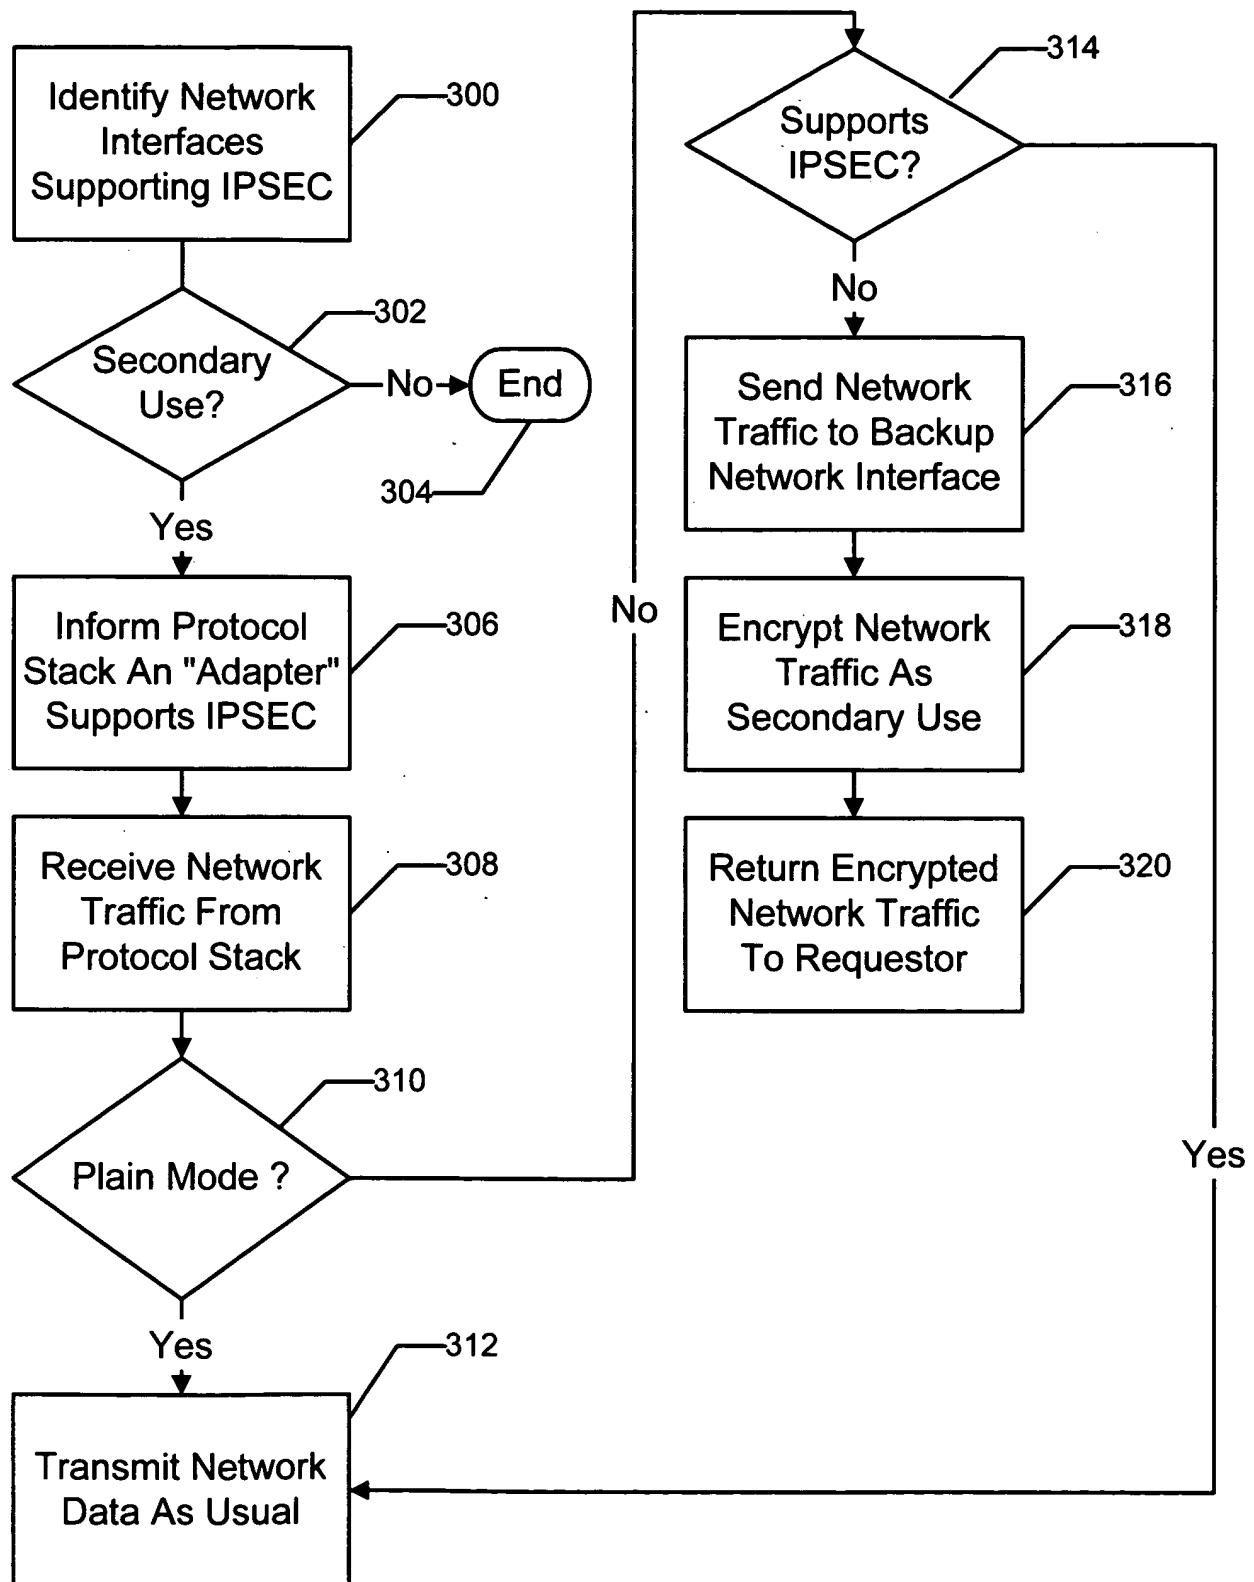 Identify Network
Interfaces
Supporting IPSEC
300
Secondary
Use?
302
No
End
304
Yes
Inform Protocol
Stack An "Adapter"
Supports IPSEC
306
Receive Network
Traffic From
Protocol Stack
308
Plain Mode ?
310
Yes
No
Transmit Network
Data As Usual
312
Supports
IPSEC?
314
No
Yes
Send Network
Traffic to Backup
Network Interface
316
Encrypt Network
Traffic As
Secondary Use
318
Return Encrypted
Network Traffic
To Requestor
320